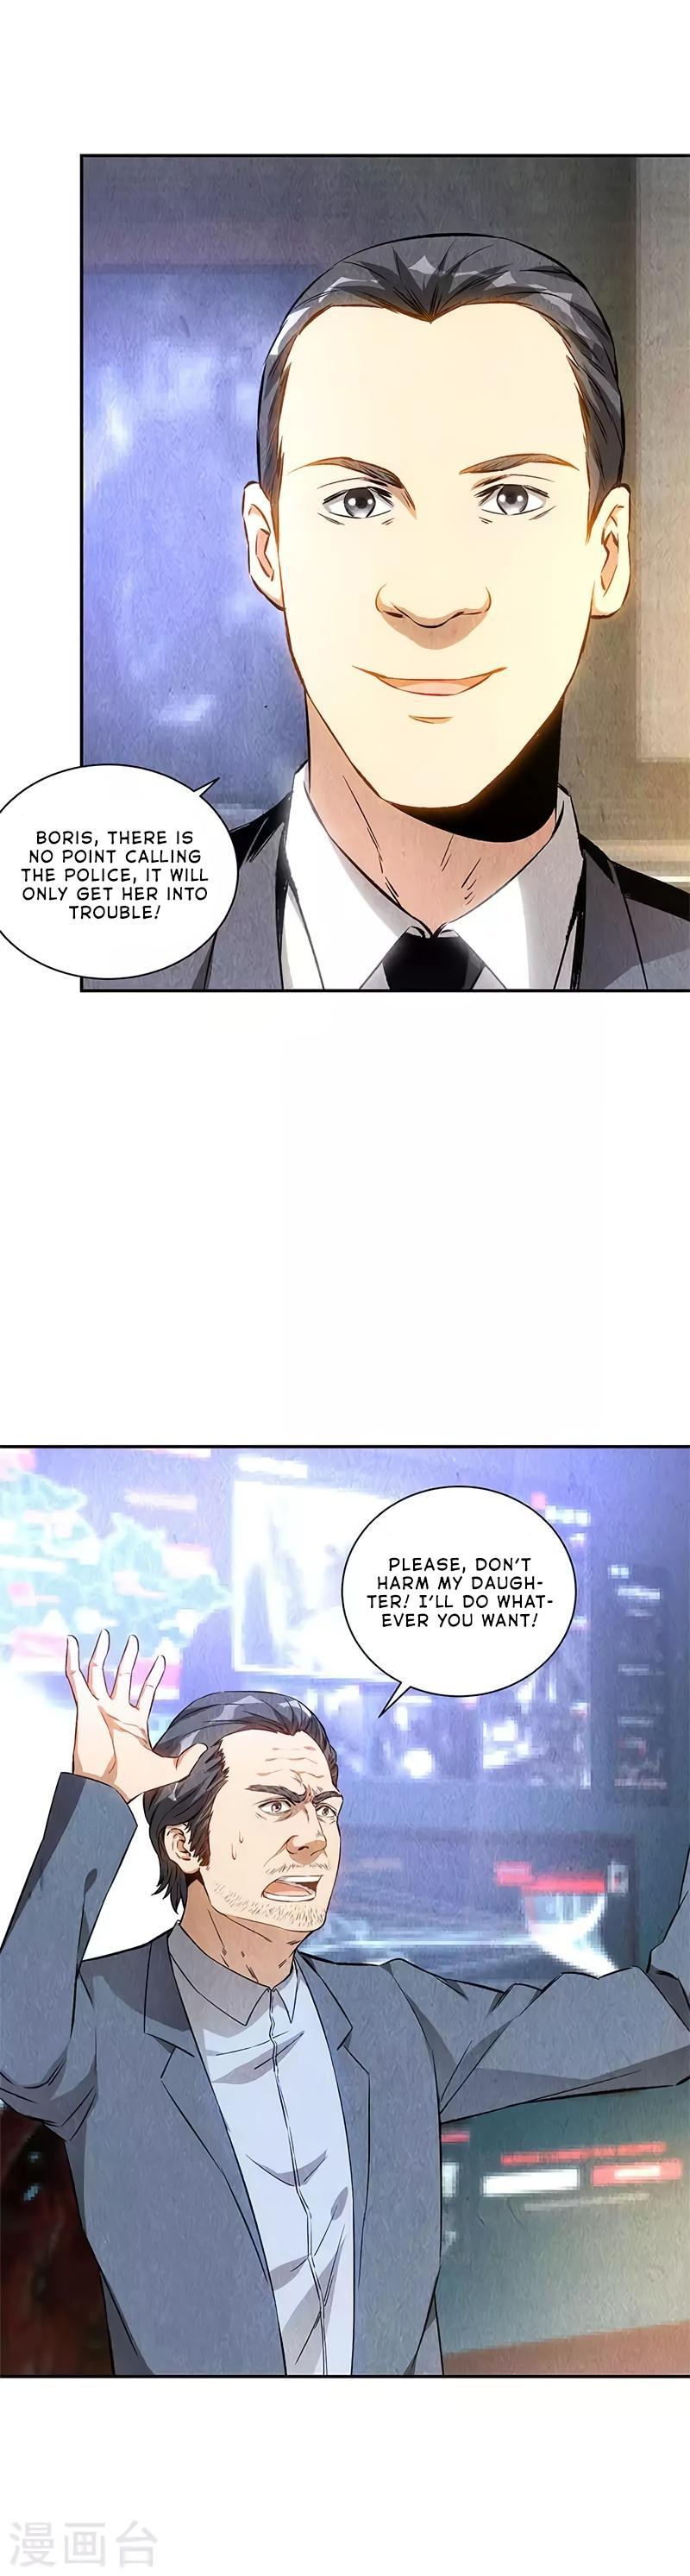 BORIS, THERE IS
NO POINT CALLING
THE POLICE, IT WILL
ONLY GET HER INTO
TROUBLE!
PLEASE, DON'T
HARM MY DAUGH-
TER! I'LL DO WHAT-
EVER YOU WANT!
漫画台